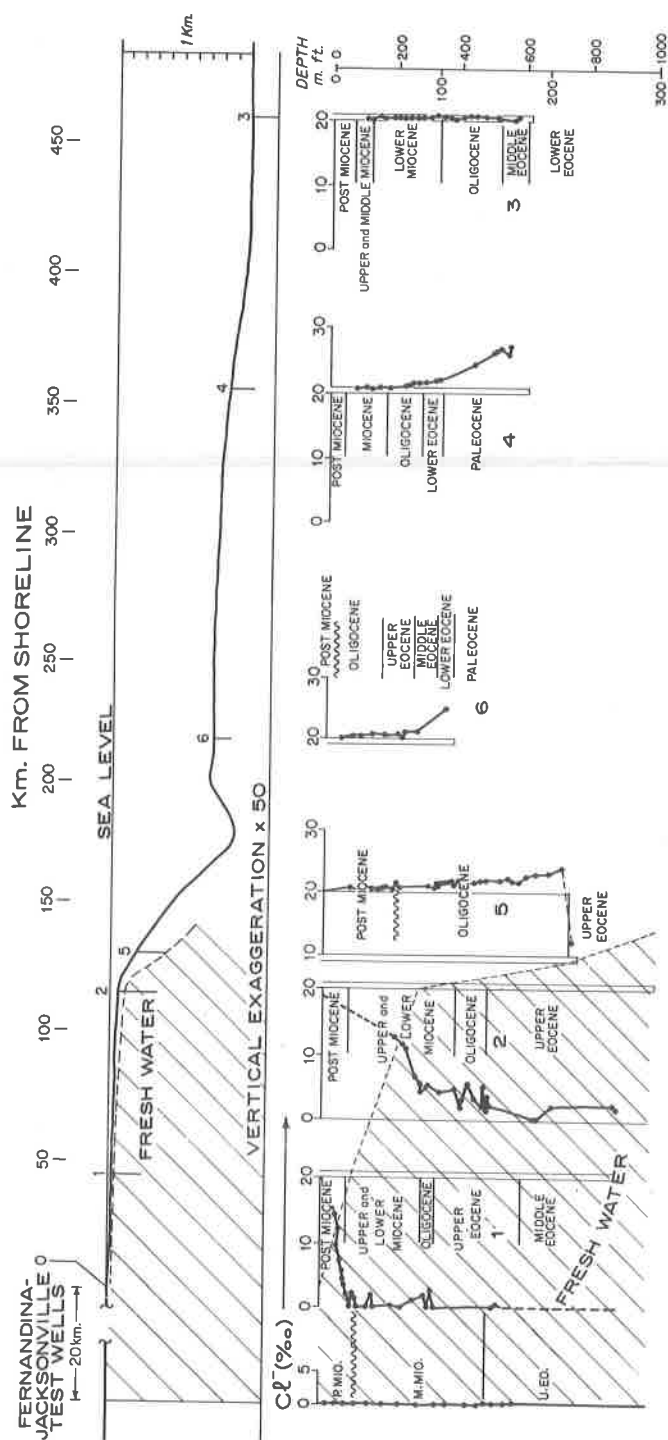 Km. FROM SHORELINE
FERNANDINA-
JACKSONVILLE
TEST WELLS
0 50 100 150 200 250 300 350 400 450
20 km.
SEA LEVEL
1 2 5 6 4 3
1 Km.
FRESH WATER
VERTICAL EXAGGERATION x 50
Cl⁻(‰)
0 5
P.MIO.
M.MIO.
U.EO.
0 10 20
POST MIOCENE
UPPER and
LOWER
MIOCENE
OLIGOCENE
UPPER
EOCENE
MIDDLE
EOCENE
1
FRESH WATER
0 10 20
POST MIOCENE
UPPER and
LOWER
MIOCENE
OLIGOCENE
UPPER
EOCENE
2
10 20 30
POST MIOCENE
OLIGOCENE
UPPER
EOCENE
5
20 30
POST MIOCENE
OLIGOCENE
UPPER
EOCENE
MIDDLE
EOCENE
LOWER EOCENE
PALEOCENE
6
0 10 20 30
POST MIOCENE
MIOCENE
OLIGOCENE
LOWER EOCENE
PALEOCENE
4
0 10 20
POST MIOCENE
UPPER and MIDDLE MIOCENE
LOWER
MIOCENE
OLIGOCENE
MIDDLE
EOCENE
LOWER
EOCENE
3
DEPTH
m. ft.
0 0
200
100 400
600
200
800
300 1000